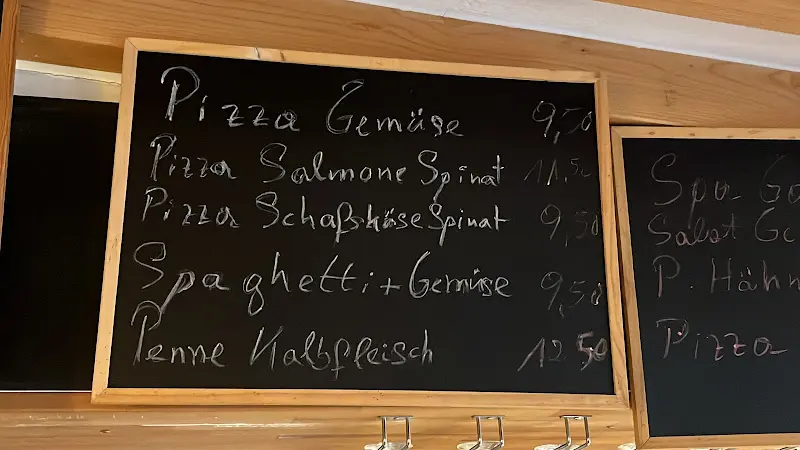 Pizza Gemüse 9,50
Pizza Salmone Spinat 11,50
Pizza Schafskäse Spinat 9,50
Spaghetti + Gemüse 9,50
Penne Kalbfleisch 12,50
Spa
Salat
P. Hähn
Pizza